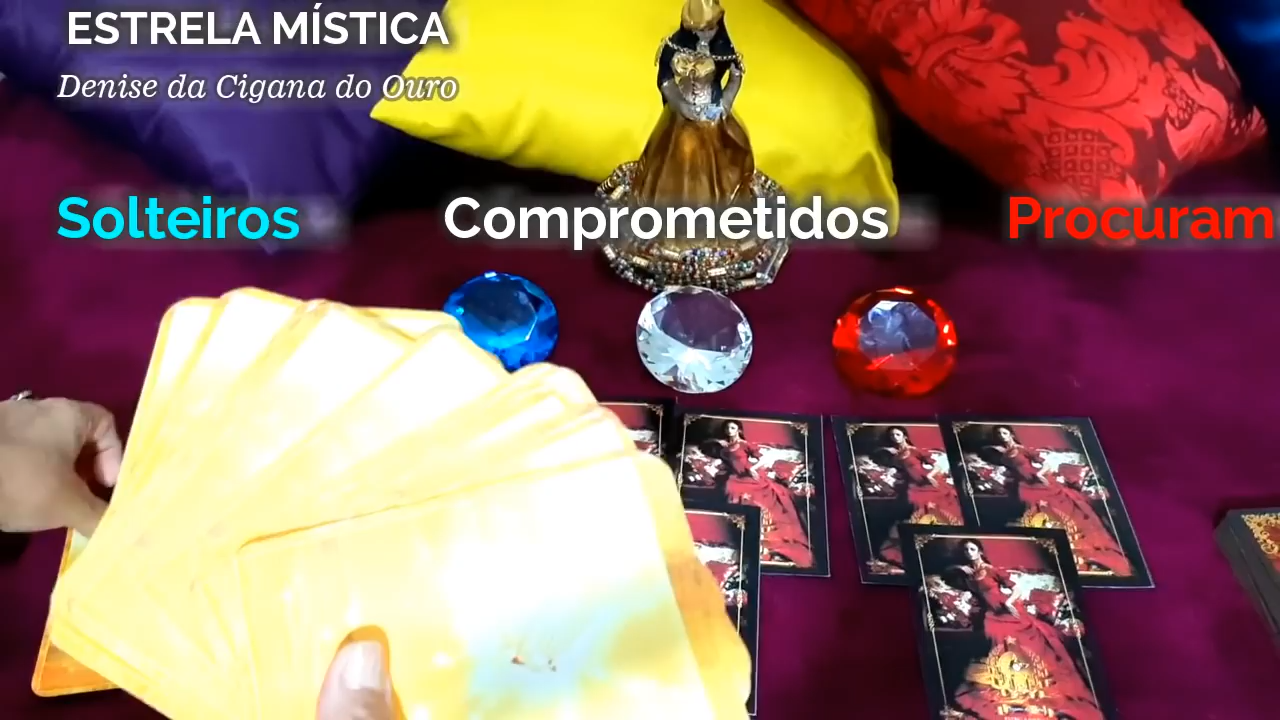 ESTRELA MÍSTICA
Denise da Cigana do Ouro
Solteiros Comprometidos Procuram